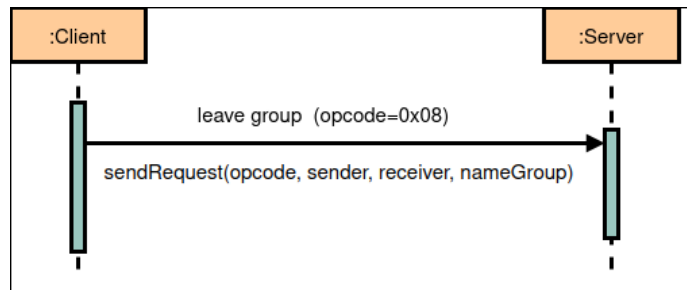 :Client
:Server
leave group (opcode=0x08)
sendRequest(opcode, sender, receiver, nameGroup)